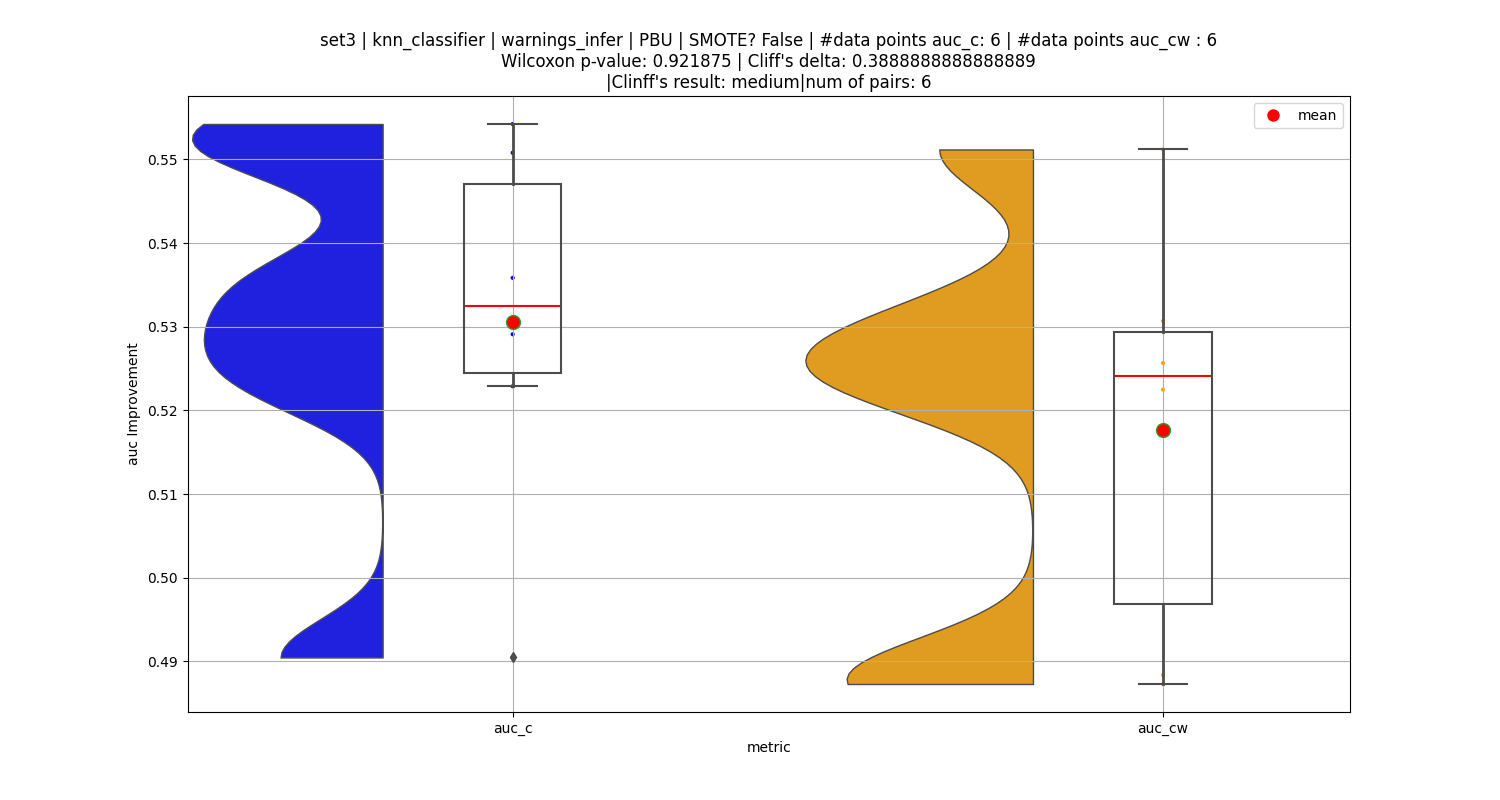 set3 | knn_classifier | warnings_infer | PBU | SMOTE? False | #data points auc_c: 6 | #data points auc_cw : 6
Wilcoxon p-value: 0.921875 | Cliff's delta: 0.3888888888888889
|Clinff's result: medium|num of pairs: 6
mean
0.55
0.54
0.53
0.52
0.51
0.50
0.49
auc Improvement
auc_c
auc_cw
metric